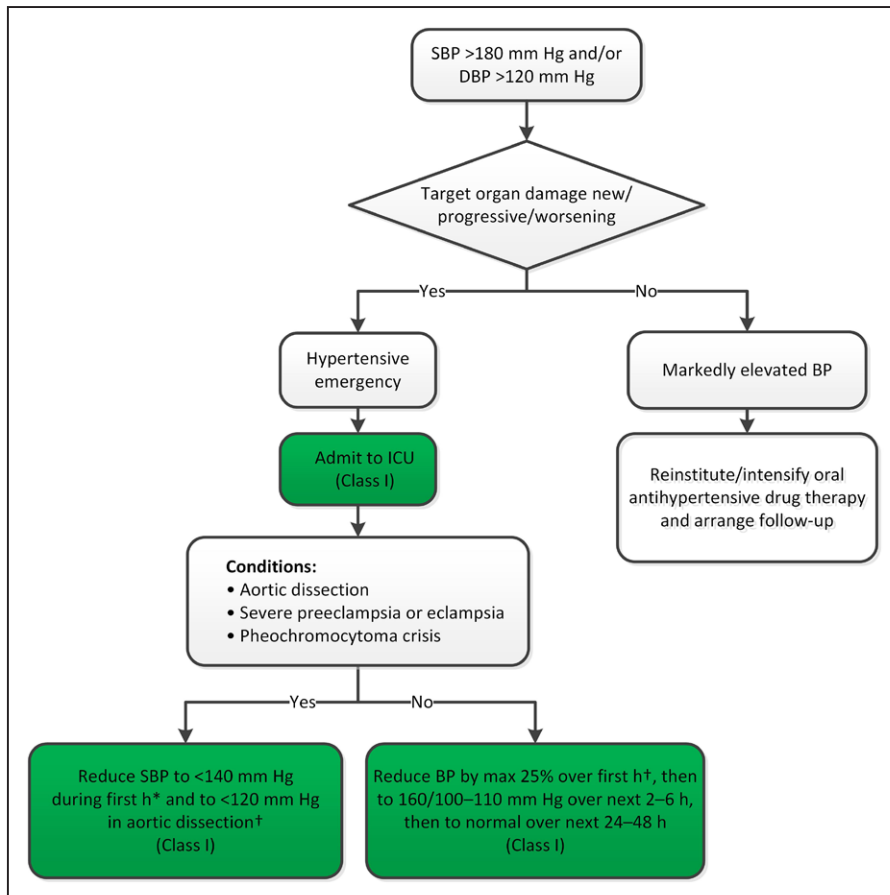 SBP >180 mm Hg and/or
DBP >120 mm Hg
Target organ damage new/
progressive/worsening
Yes
No
Hypertensive
emergency
Markedly elevated BP
Admit to ICU
(Class I)
Reinstitute/intensify oral
antihypertensive drug therapy
and arrange follow-up
Conditions:
• Aortic dissection
• Severe preeclampsia or eclampsia
• Pheochromocytoma crisis
Yes
No
Reduce SBP to <140 mm Hg
during first h* and to <120 mm Hg
in aortic dissection†
(Class I)
Reduce BP by max 25% over first h†, then
to 160/100–110 mm Hg over next 2–6 h,
then to normal over next 24–48 h
(Class I)